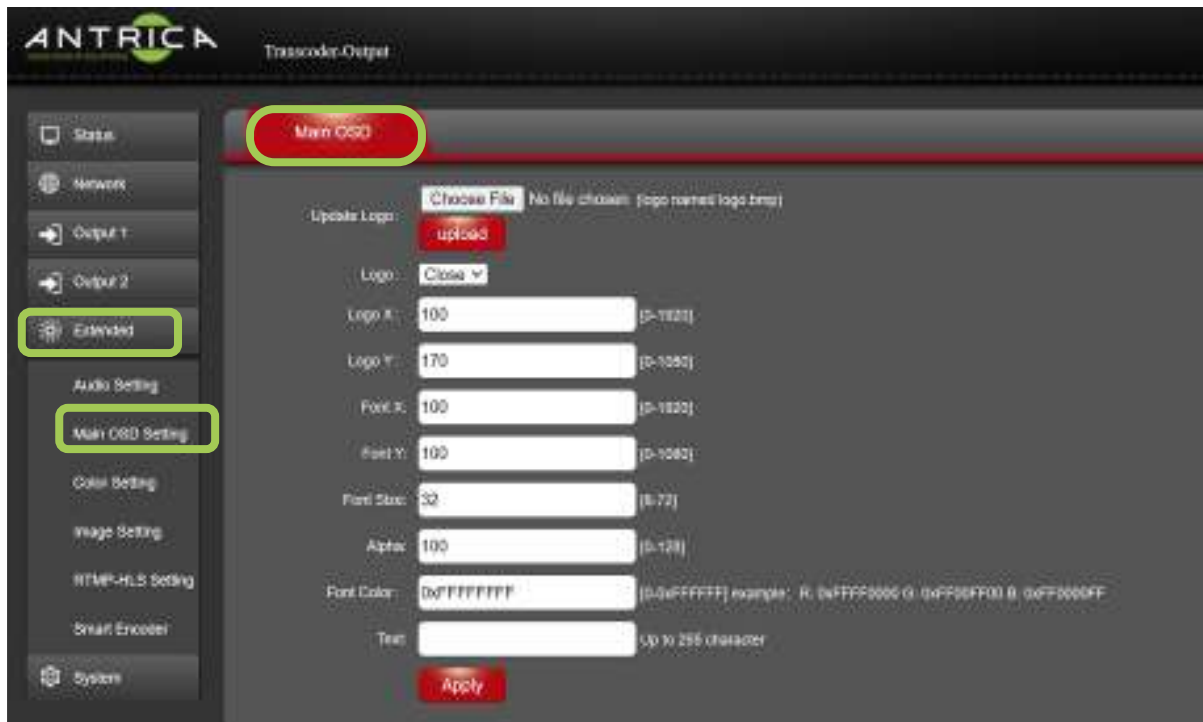 ANTRICA
Transcoder-Output
Status
Network
Output 1
Output 2
Extended
Audio Setting
Main OSD Setting
Color Setting
Image Setting
RTMP-HLS Setting
Smart Encoder
System
Main OSD
Update Logo: Choose File No file chosen (logo named logo.bmp)
upload
Logo: Close
Logo X: 100 [0-1920]
Logo Y: 170 [0-1080]
Font X: 100 [0-1920]
Font Y: 100 [0-1080]
Font Size: 32 [8-72]
Alpha: 100 [0-128]
Font Color: 0xFFFFFFFF [0-0xFFFFFF] example: R: 0xFFFF0000 G: 0xFF00FF00 B: 0xFF0000FF
Text: Up to 255 character
Apply